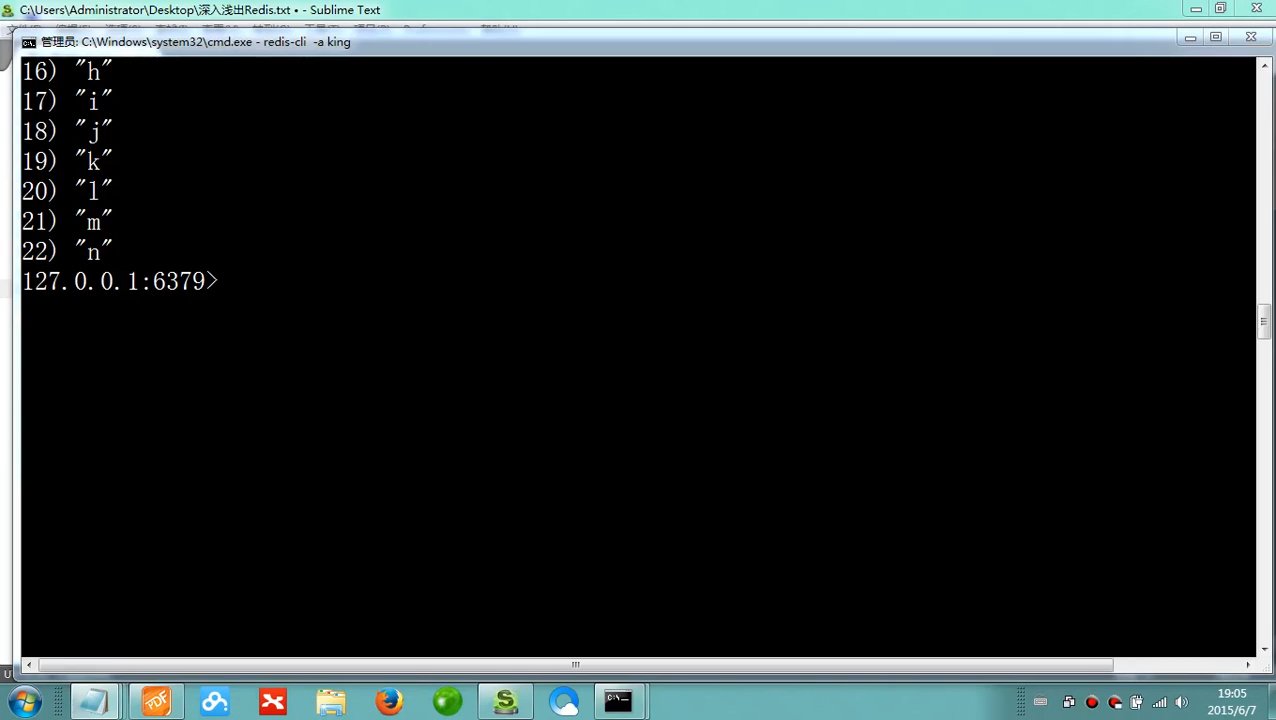 C:\Users\Administrator\Desktop\深入浅出Redis.txt • - Sublime Text
管理员: C:\Windows\system32\cmd.exe - redis-cli -a king
16) "h"
17) "i"
18) "j"
19) "k"
20) "l"
21) "m"
22) "n"
127.0.0.1:6379>
PDF
19:05
2015/6/7